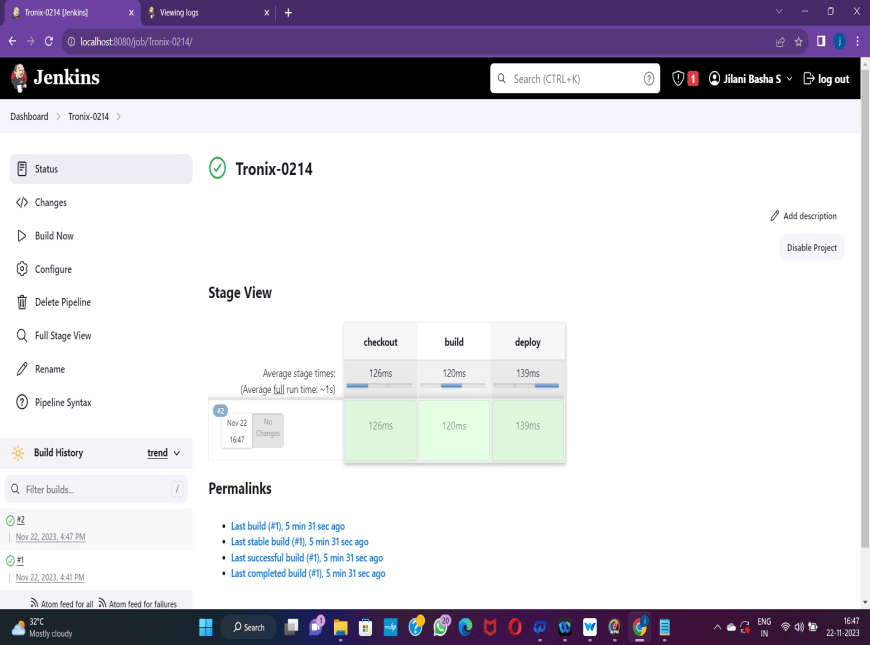 Tronix-0214 [Jenkins]
Viewing logs
localhost:8080/job/Tronix-0214/
Jenkins
Search (CTRL+K)
1
Jilani Basha S
log out
Dashboard
Tronix-0214
Status
Changes
Build Now
Configure
Delete Pipeline
Full Stage View
Rename
Pipeline Syntax
Build History
trend
Filter builds...
/
#2
Nov 22, 2023, 4:47 PM
#1
Nov 22, 2023, 4:41 PM
Atom feed for all
Atom feed for failures
Tronix-0214
Add description
Disable Project
Stage View
checkout build deploy
Average stage times: 126ms 120ms 139ms
(Average full run time: ~1s)
#2
Nov 22
16:47
No
Changes
126ms 120ms 139ms
Permalinks
Last build (#1), 5 min 31 sec ago
Last stable build (#1), 5 min 31 sec ago
Last successful build (#1), 5 min 31 sec ago
Last completed build (#1), 5 min 31 sec ago
32°C
Mostly cloudy
Search
20
ENG
IN
16:47
22-11-2023